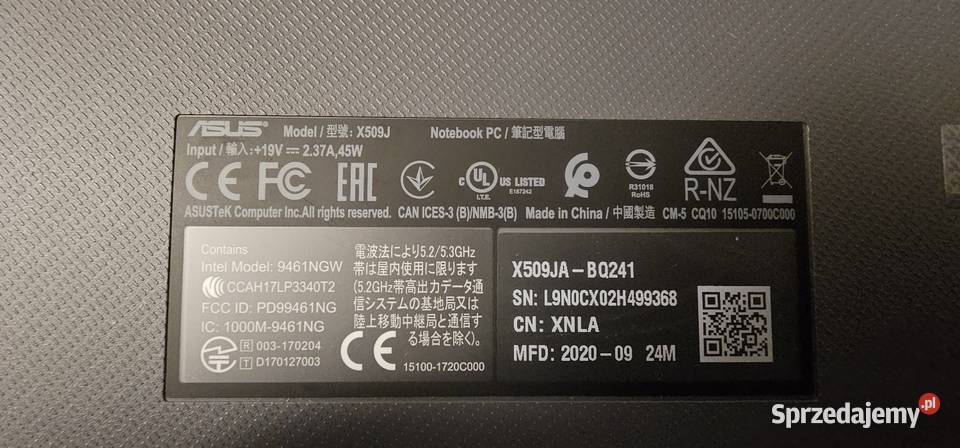 ASUS Model / 型號: X509J Notebook PC / 筆記型電腦
Input / 輸入:+19V⎓ 2.37A,45W
CE FC EAC c UL US LISTED
I.T.E. E187242
R31018
RoHS
R-NZ
ASUSTeK Computer Inc.All rights reserved. CAN ICES-3 (B)/NMB-3(B) Made in China / 中國製造 CM-5 CQ10 15105-0700C000
Contains
Intel Model: 9461NGW
CCAH17LP3340T2
FCC ID: PD99461NG
IC: 1000M-9461NG
R 003-170204
T D170127003
電波法により5.2/5.3GHz
帯は屋内使用に限ります
(5.2GHz帯高出力データ通
信システムの基地局又は
陸上移動中継局と通信す
る場合を除く)。
CE
15100-1720C000
X509JA-BQ241
SN: L9N0CX02H499368
CN: XNLA
MFD: 2020-09 24M
Sprzedajemy.pl